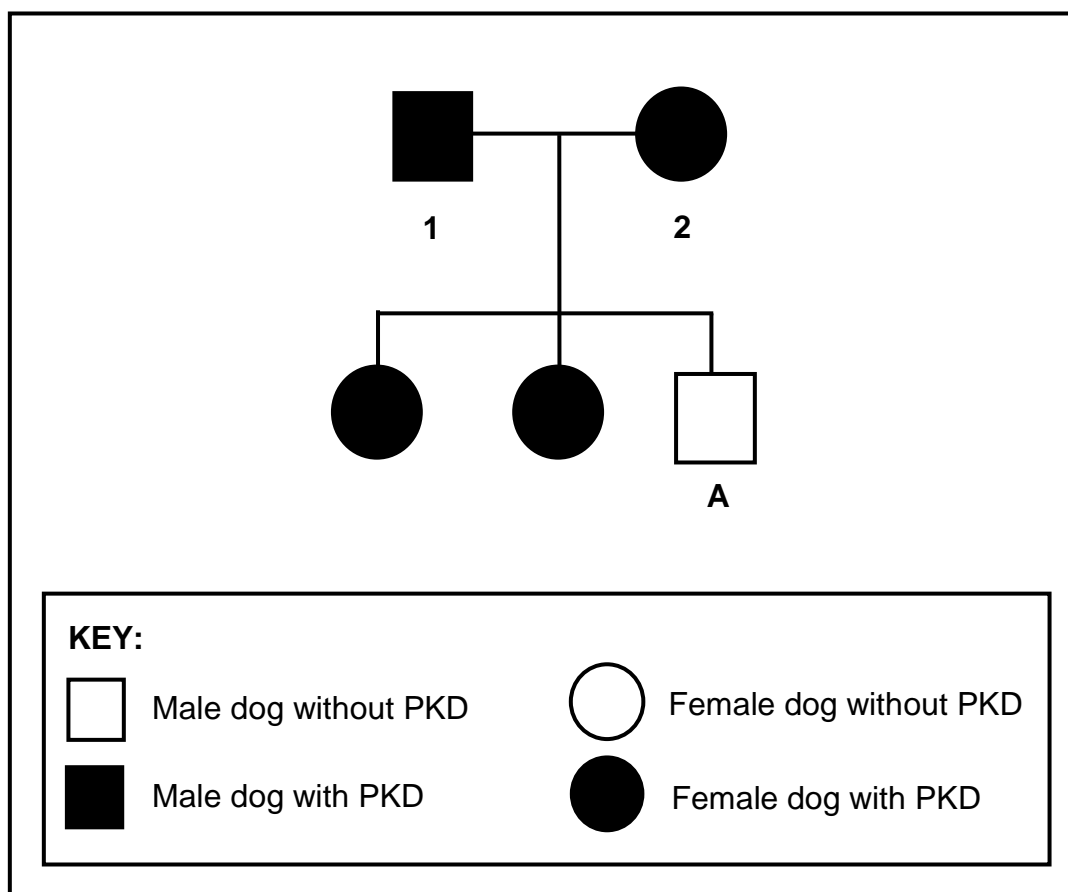 1 2
A
KEY:
Male dog without PKD Female dog without PKD
Male dog with PKD Female dog with PKD